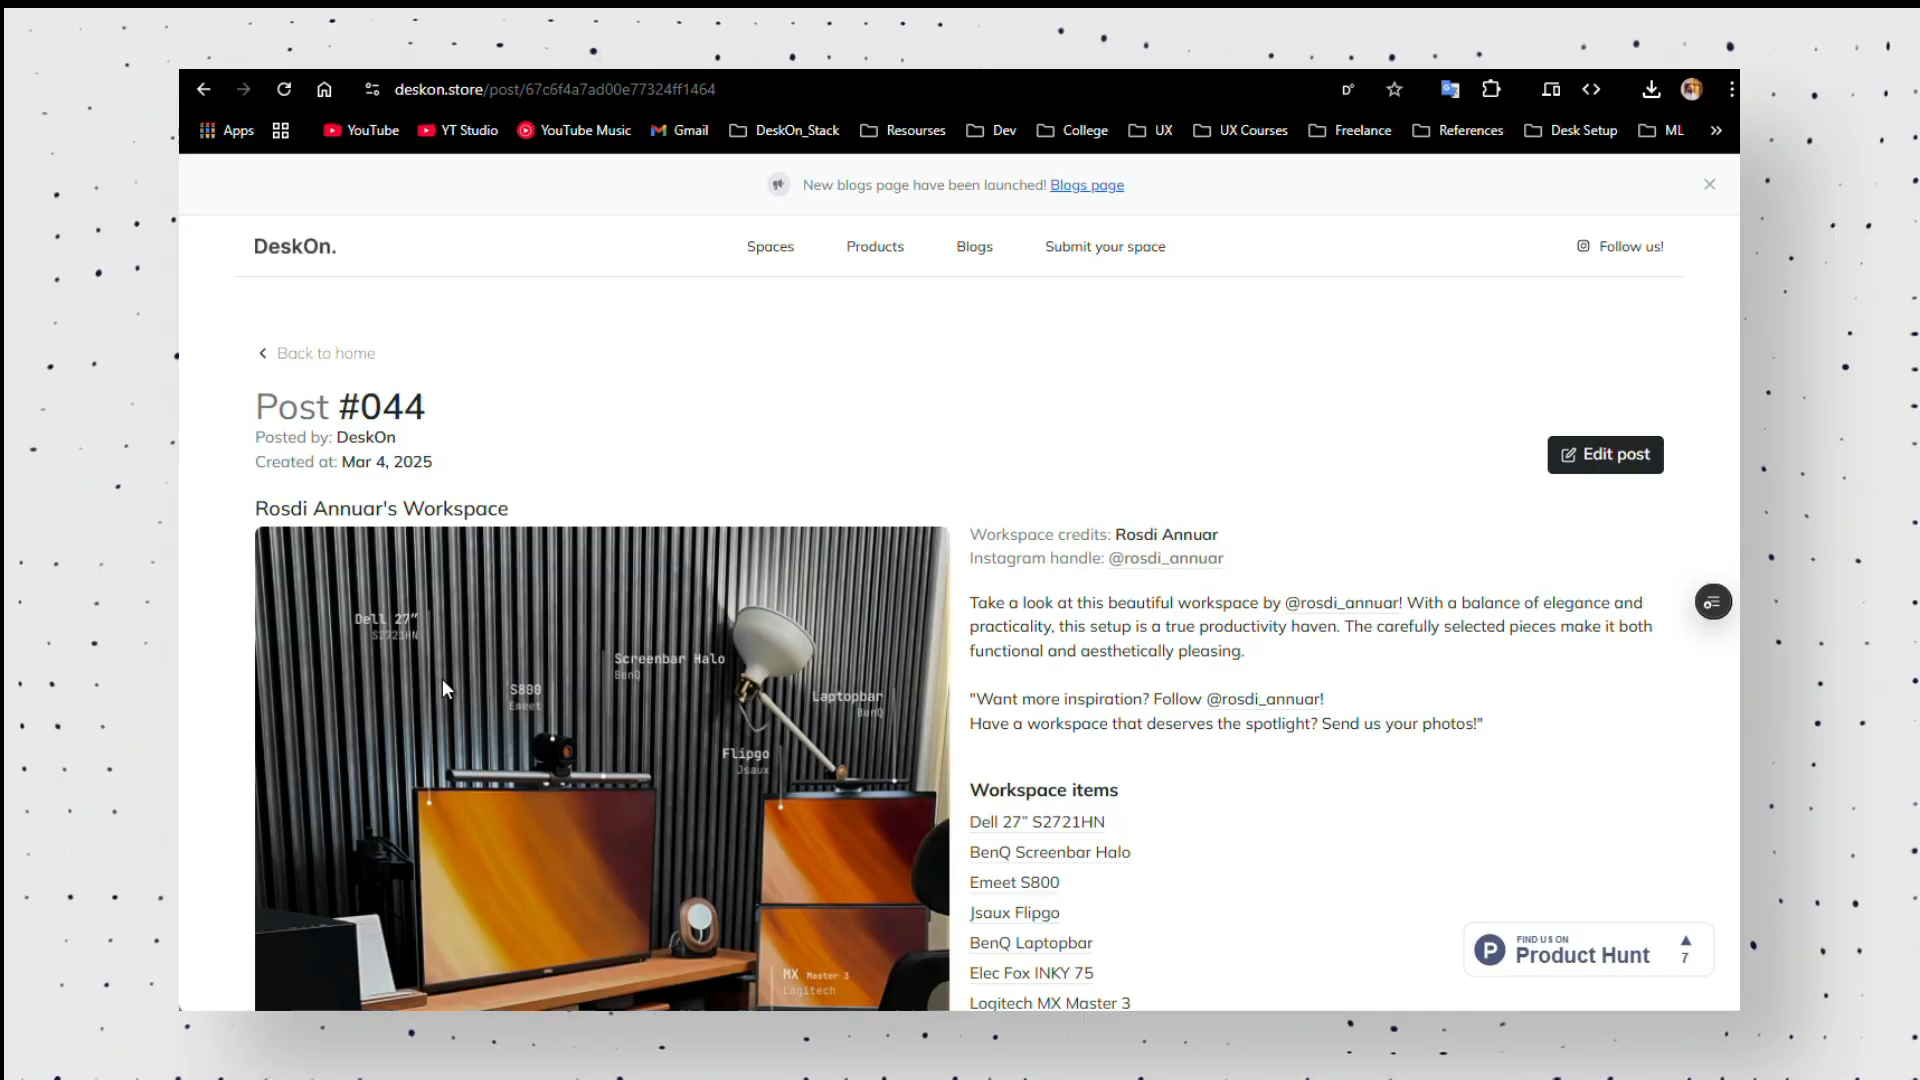 deskon.store/post/67c6f4a7ad00e77324ff1464
Apps YouTube YT Studio YouTube Music Gmail DeskOn_Stack Resourses Dev College UX UX Courses Freelance References Desk Setup ML
New blogs page have been launched! Blogs page
DeskOn. Spaces Products Blogs Submit your space Follow us!
Back to home
Post #044
Posted by: DeskOn
Created at: Mar 4, 2025
Edit post
Rosdi Annuar's Workspace
Dell 27”
S2721HN
S800
Emeet
Screenbar Halo
BenQ
Laptopbar
BenQ
Flipgo
Jsaux
MX Master 3
Logitech
Workspace credits: Rosdi Annuar
Instagram handle: @rosdi_annuar
Take a look at this beautiful workspace by @rosdi_annuar! With a balance of elegance and
practicality, this setup is a true productivity haven. The carefully selected pieces make it both
functional and aesthetically pleasing.
"Want more inspiration? Follow @rosdi_annuar!
Have a workspace that deserves the spotlight? Send us your photos!"
Workspace items
Dell 27” S2721HN
BenQ Screenbar Halo
Emeet S800
Jsaux Flipgo
BenQ Laptopbar
Elec Fox INKY 75
Logitech MX Master 3
FIND US ON
Product Hunt
7